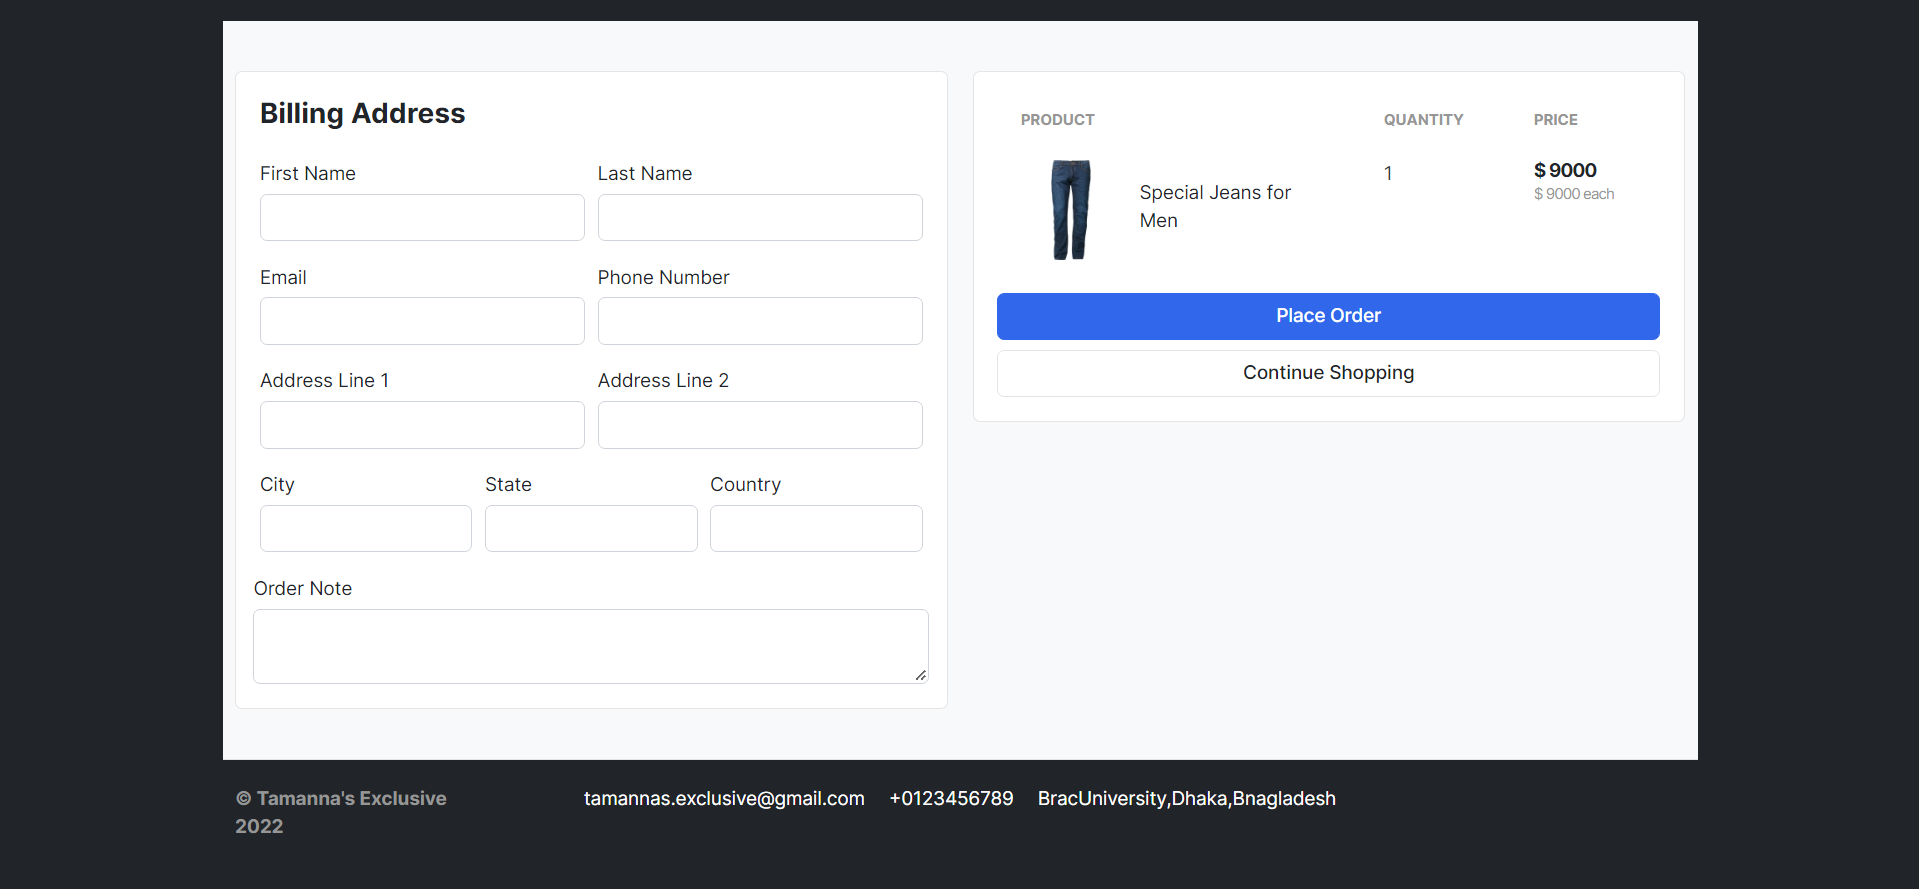 Billing Address
First Name
Last Name
Email
Phone Number
Address Line 1
Address Line 2
City
State
Country
Order Note
PRODUCT
QUANTITY
PRICE
Special Jeans for
Men
1
$ 9000
$ 9000 each
Place Order
Continue Shopping
© Tamanna's Exclusive
2022
tamannas.exclusive@gmail.com
+0123456789
BracUniversity,Dhaka,Bnagladesh